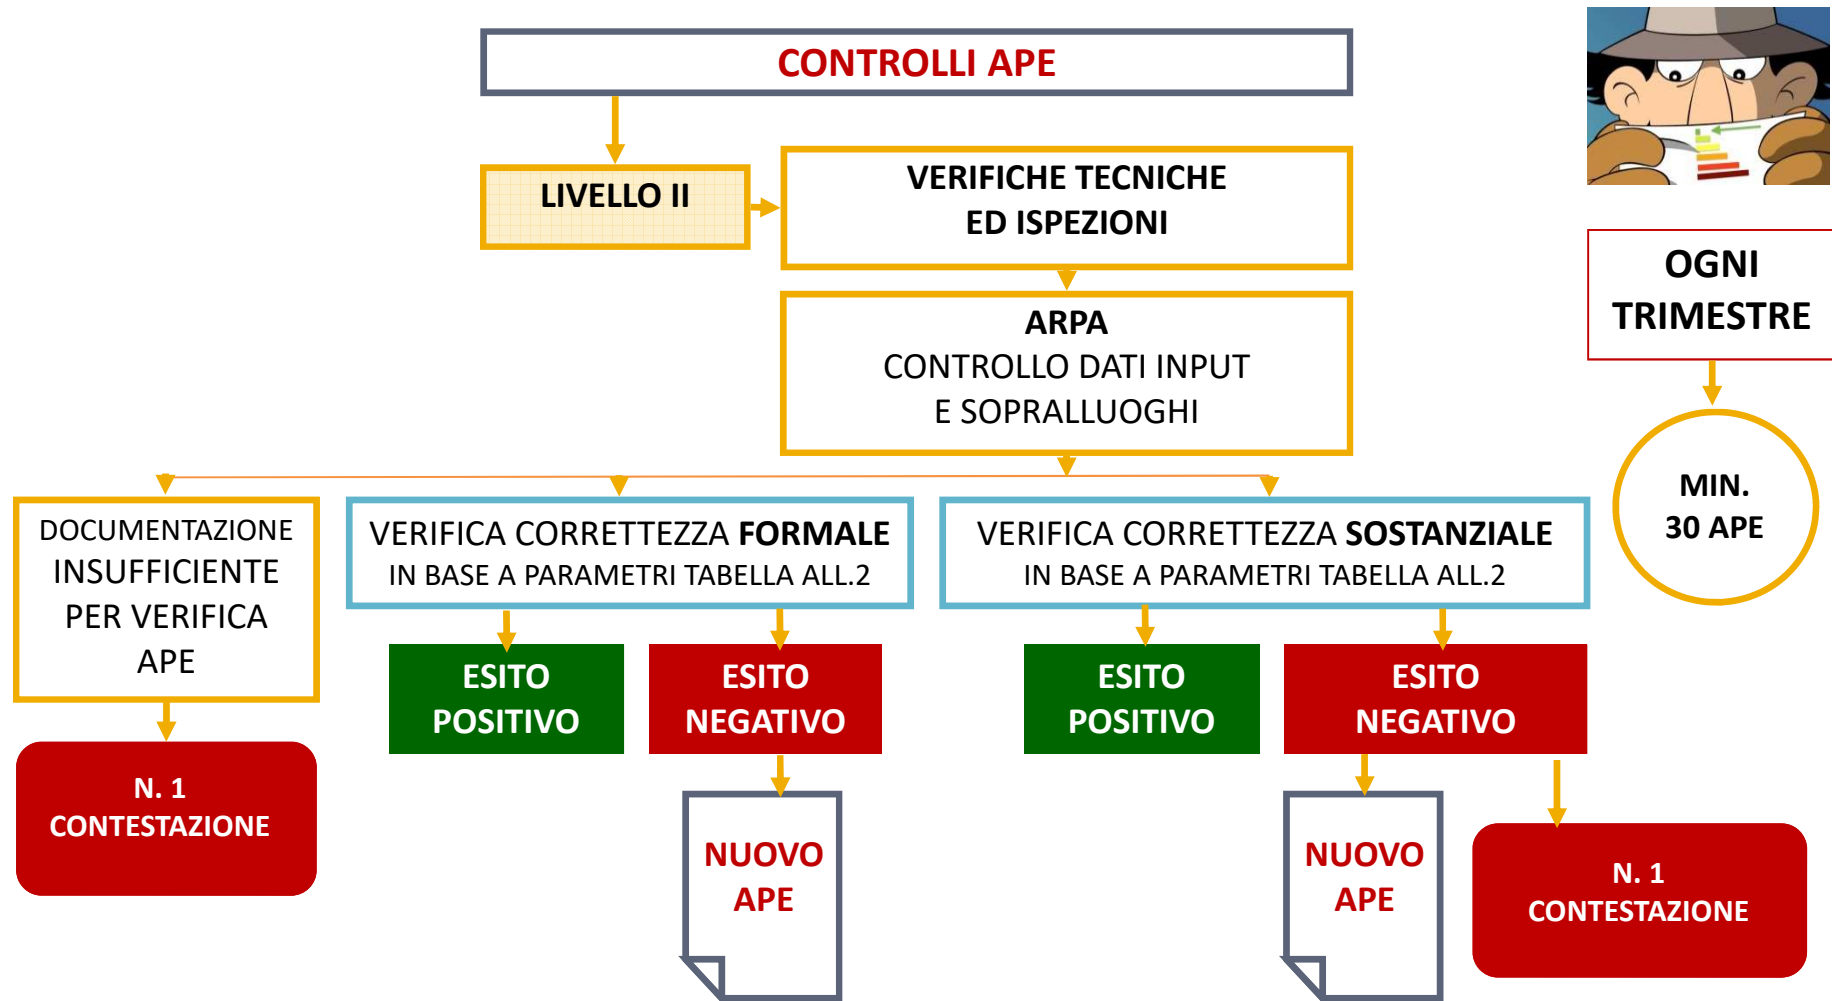 CONTROLLI APE
LIVELLO II
VERIFICHE TECNICHE
ED ISPEZIONI
OGNI
TRIMESTRE
ARPA
CONTROLLO DATI INPUT
E SOPRALLUOGHI
MIN.
30 APE
DOCUMENTAZIONE
INSUFFICIENTE
PER VERIFICA
APE
VERIFICA CORRETTEZZA FORMALE
IN BASE A PARAMETRI TABELLA ALL.2
VERIFICA CORRETTEZZA SOSTANZIALE
IN BASE A PARAMETRI TABELLA ALL.2
ESITO
POSITIVO
ESITO
NEGATIVO
ESITO
POSITIVO
ESITO
NEGATIVO
N. 1
CONTESTAZIONE
NUOVO
APE
NUOVO
APE
N. 1
CONTESTAZIONE